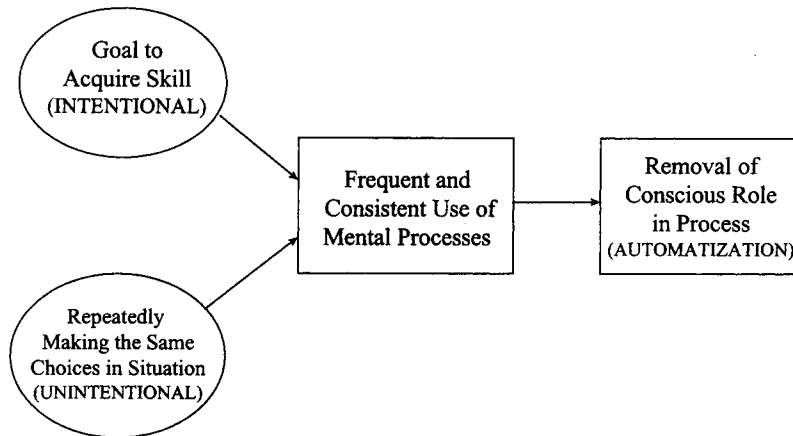 Goal to
Acquire Skill
(INTENTIONAL)
Frequent and
Consistent Use of
Mental Processes
Removal of
Conscious Role
in Process
(AUTOMATIZATION)
Repeatedly
Making the Same
Choices in Situation
(UNINTENTIONAL)